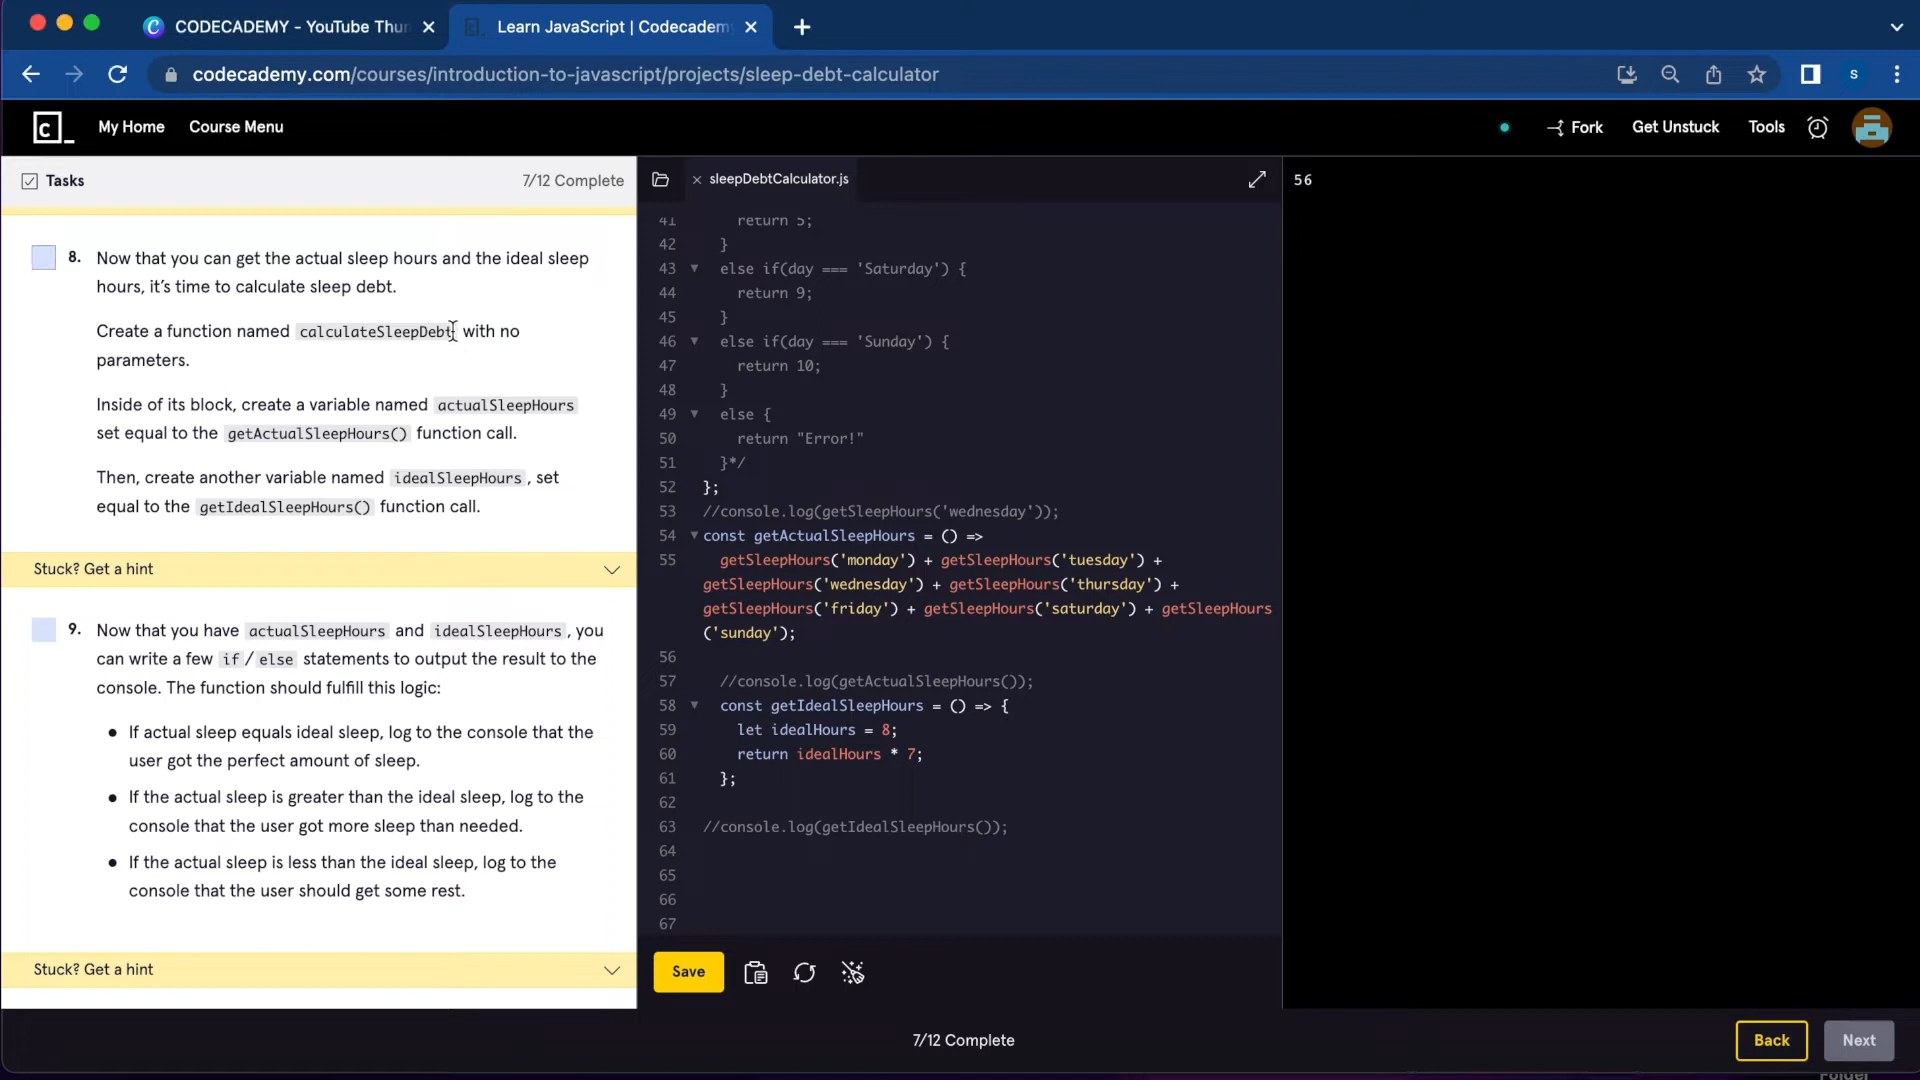 CODECADEMY - YouTube Thu
Learn JavaScript | Codecadem
codecademy.com/courses/introduction-to-javascript/projects/sleep-debt-calculator
S
c_
My Home
Course Menu
Fork
Get Unstuck
Tools
Tasks
7/12 Complete
8. Now that you can get the actual sleep hours and the ideal sleep
hours, it’s time to calculate sleep debt.
Create a function named calculateSleepDebt with no
parameters.
Inside of its block, create a variable named actualSleepHours
set equal to the getActualSleepHours() function call.
Then, create another variable named idealSleepHours, set
equal to the getIdealSleepHours() function call.
Stuck? Get a hint
9. Now that you have actualSleepHours and idealSleepHours, you
can write a few if/else statements to output the result to the
console. The function should fulfill this logic:
• If actual sleep equals ideal sleep, log to the console that the
user got the perfect amount of sleep.
• If the actual sleep is greater than the ideal sleep, log to the
console that the user got more sleep than needed.
• If the actual sleep is less than the ideal sleep, log to the
console that the user should get some rest.
Stuck? Get a hint
sleepDebtCalculator.js
41 return 5;
42 }
43 else if(day === 'Saturday') {
44 return 9;
45 }
46 else if(day === 'Sunday') {
47 return 10;
48 }
49 else {
50 return "Error!"
51 }*/
52 };
53 //console.log(getSleepHours('wednesday'));
54 const getActualSleepHours = () =>
55 getSleepHours('monday') + getSleepHours('tuesday') +
getSleepHours('wednesday') + getSleepHours('thursday') +
getSleepHours('friday') + getSleepHours('saturday') + getSleepHours
('sunday');
56
57 //console.log(getActualSleepHours());
58 const getIdealSleepHours = () => {
59 let idealHours = 8;
60 return idealHours * 7;
61 };
62
63 //console.log(getIdealSleepHours());
64
65
66
67
Save
56
7/12 Complete
Back
Next
Folder